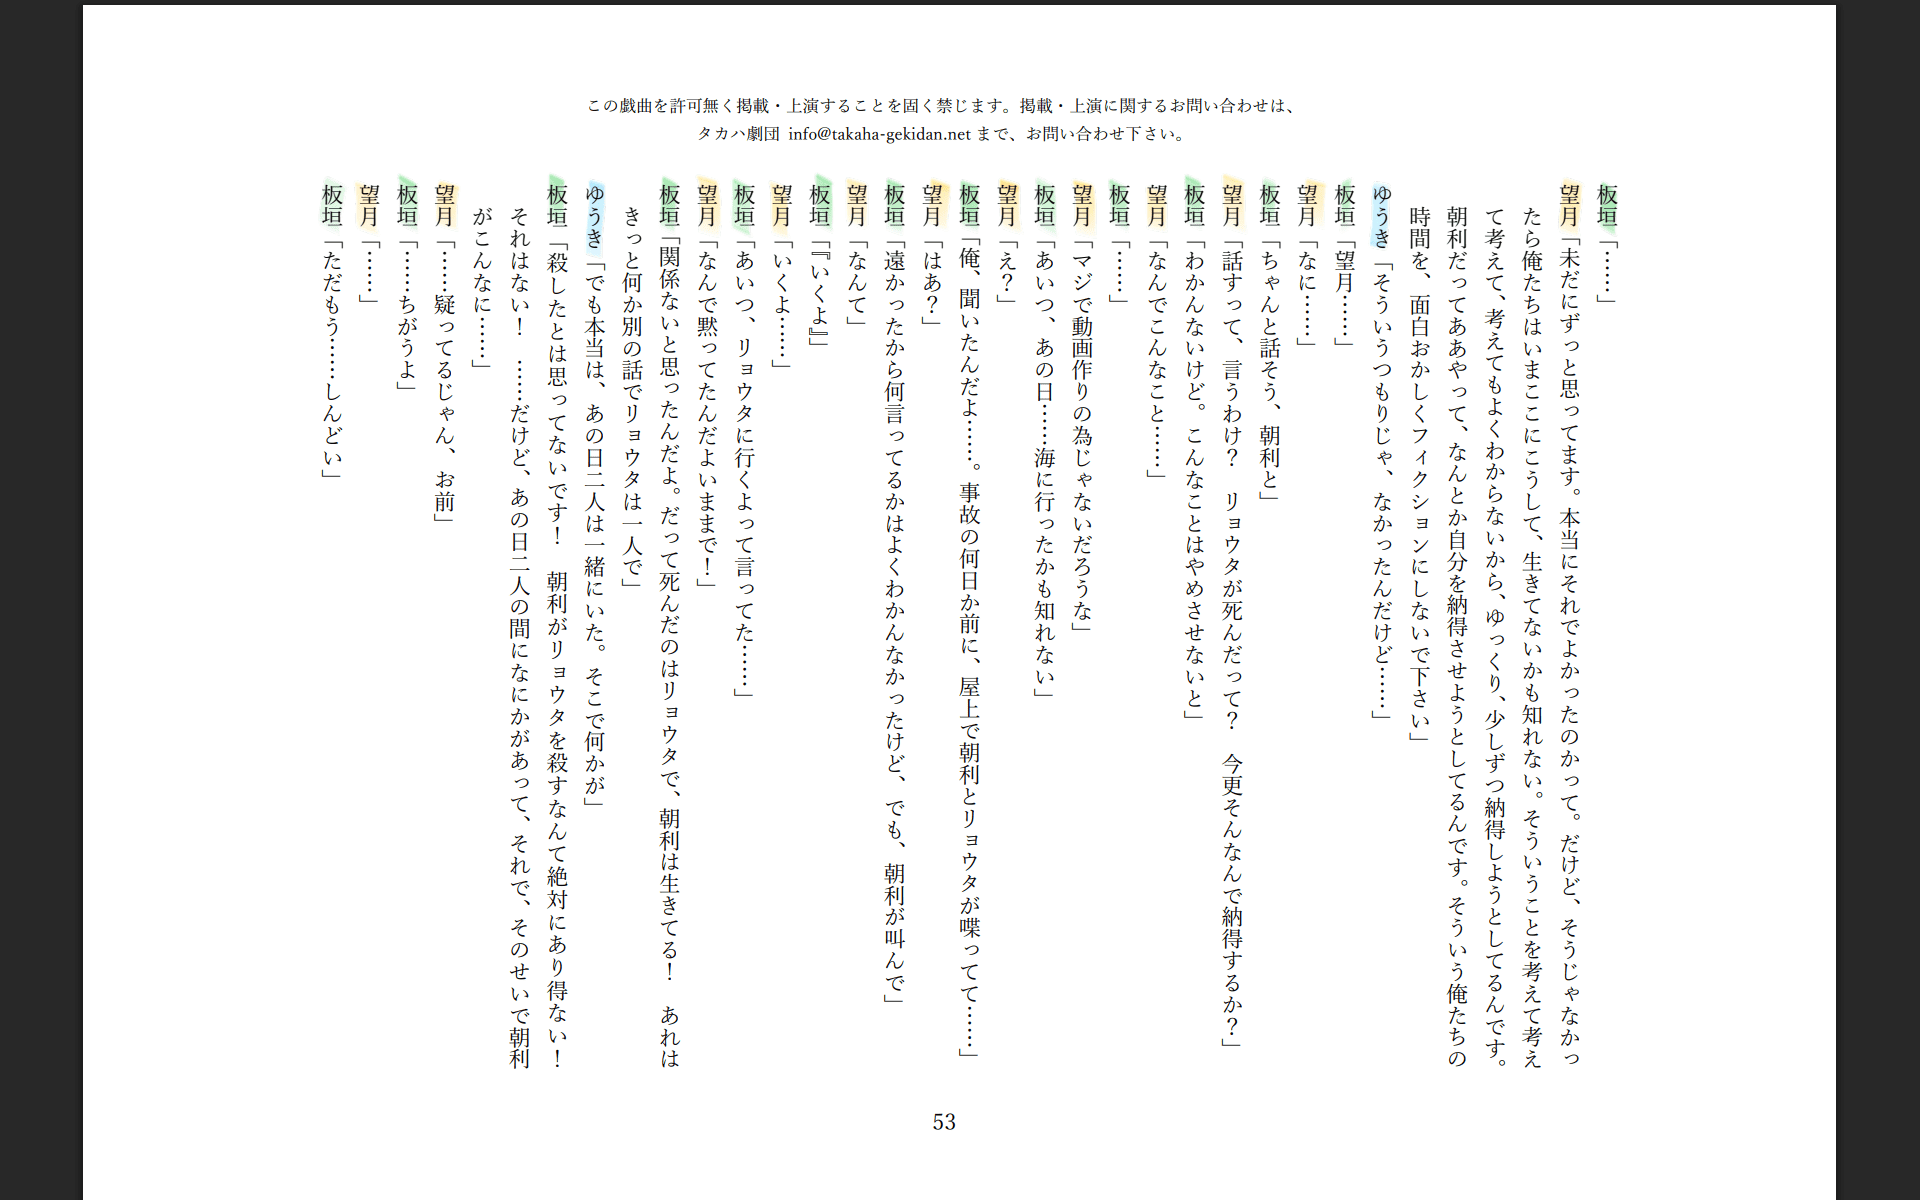 この戯曲を許可無く掲載・上演することを固く禁じます。掲載・上演に関するお問い合わせは、
タカハ劇団 info@takaha-gekidan.net まで、お問い合わせ下さい。
板垣「……」
望月「未だにずっと思ってます。本当にそれでよかったのかって。だけど、そうじゃなかっ
たら俺たちはいまここにこうして、生きてないかも知れない。そういうことを考えて考え
て考えて、考えてもよくわからないから、ゆっくり、少しずつ納得しようとしてるんです。
朝利だってああやって、なんとか自分を納得させようとしてるんです。そういう俺たちの
時間を、面白おかしくフィクションにしないで下さい」
ゆうき「そういうつもりじゃ、なかったんだけど……」
板垣「望月……」
望月「なに……」
板垣「ちゃんと話そう、朝利と」
望月「話すって、言うわけ？　リョウタが死んだって？　今更そんなんで納得するか？」
板垣「わかんないけど。こんなことはやめさせないと」
望月「なんでこんなこと……」
板垣「……」
望月「マジで動画作りの為じゃないだろうな」
板垣「あいつ、あの日……海に行ったかも知れない」
望月「え？」
板垣「俺、聞いたんだよ……。事故の何日か前に、屋上で朝利とリョウタが喋ってて……」
望月「はあ？」
板垣「遠かったから何言ってるかはよくわかんなかったけど、でも、朝利が叫んで」
望月「なんて」
板垣「『いくよ』」
望月「いくよ……」
板垣「あいつ、リョウタに行くよって言ってた……」
望月「なんで黙ってたんだよいままで！」
板垣「関係ないと思ったんだよ。だって死んだのはリョウタで、朝利は生きてる！　あれは
きっと何か別の話でリョウタは一人で」
ゆうき「でも本当は、あの日二人は一緒にいた。そこで何かが」
板垣「殺したとは思ってないです！　朝利がリョウタを殺すなんて絶対にあり得ない！
それはない！　……だけど、あの日二人の間になにかがあって、それで、そのせいで朝利
がこんなに……」
望月「……疑ってるじゃん、お前」
板垣「……ちがうよ」
望月「……」
板垣「ただもう……しんどい」
53